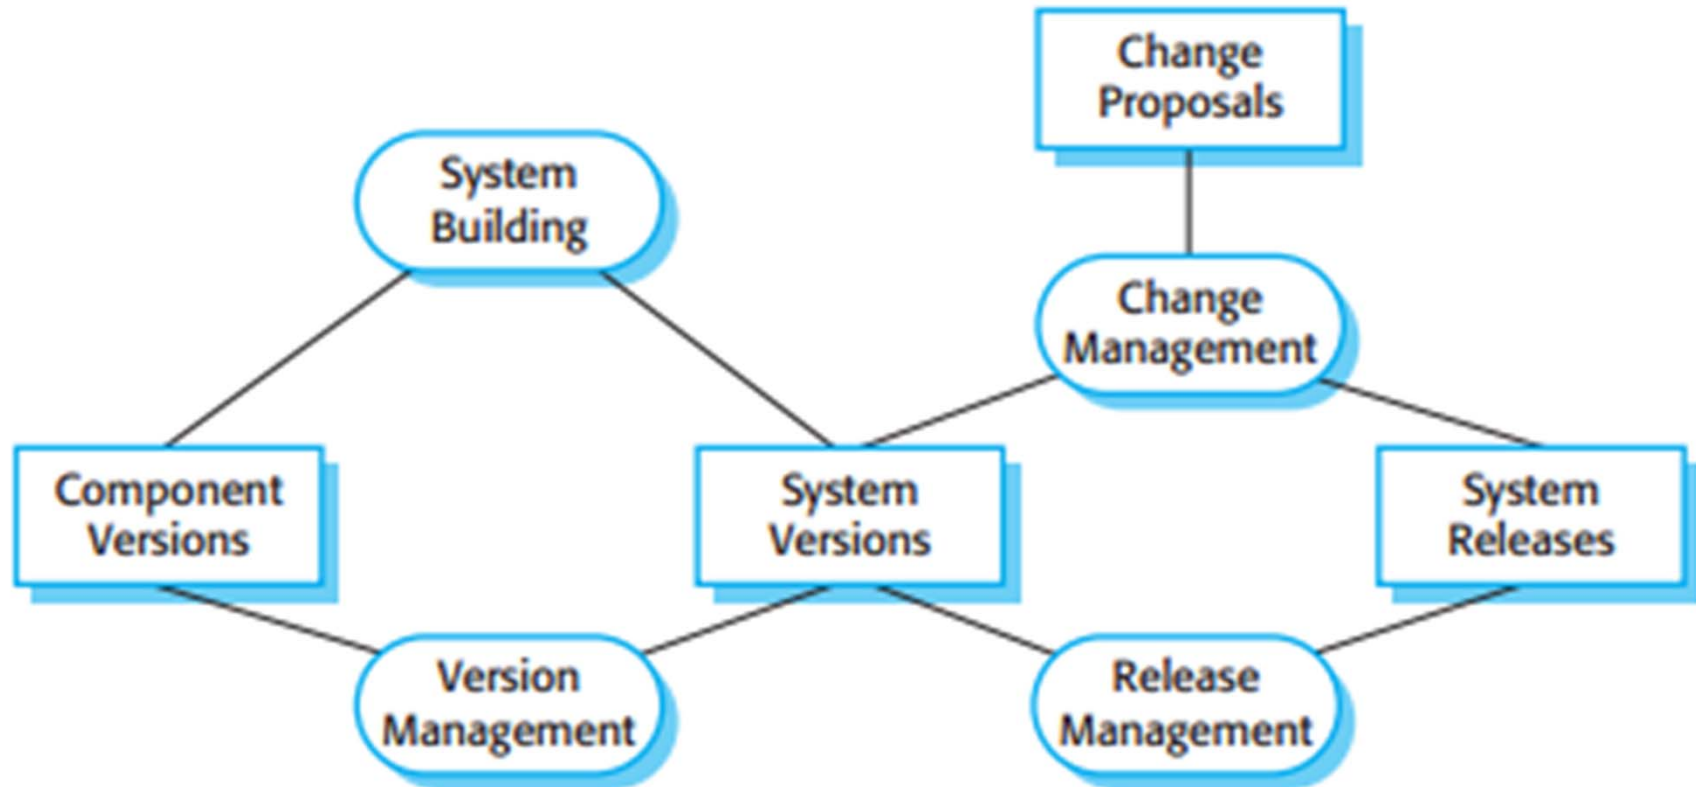 Change
Proposals
System
Building
Change
Management
Component
Versions
System
Versions
System
Releases
Version
Management
Release
Management